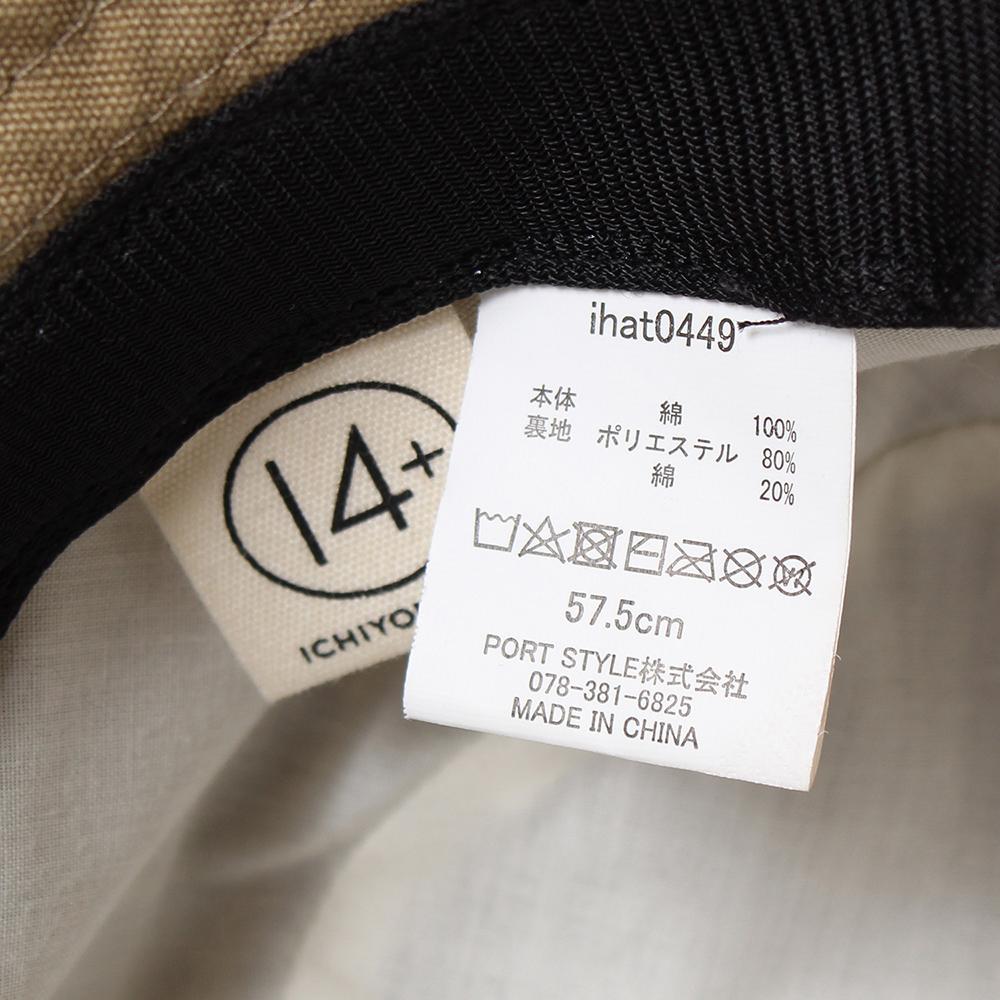 ihat0449
本体 綿 100%
裏地 ポリエステル 80%
綿 20%
57.5cm
PORT STYLE株式会社
078-381-6825
MADE IN CHINA
14+